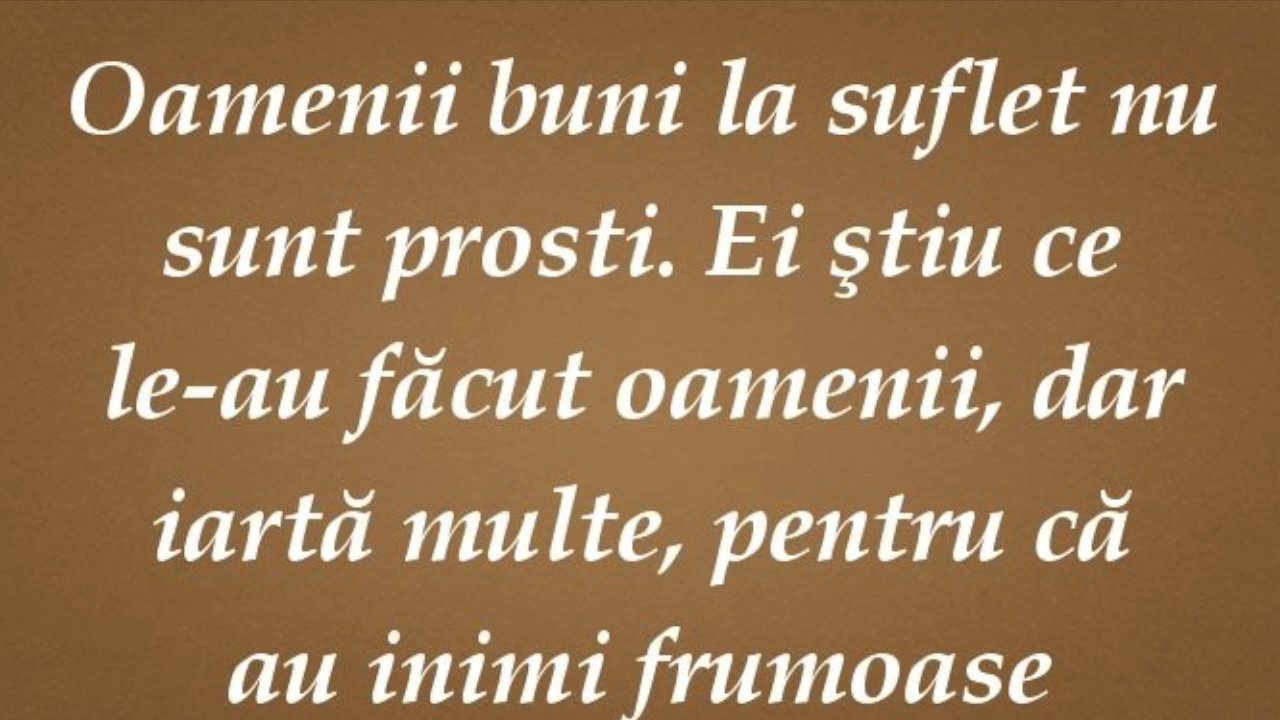 Oamenii buni la suflet nu
sunt prosti. Ei ştiu ce
le-au făcut oamenii, dar
iartă multe, pentru că
au inimi frumoase